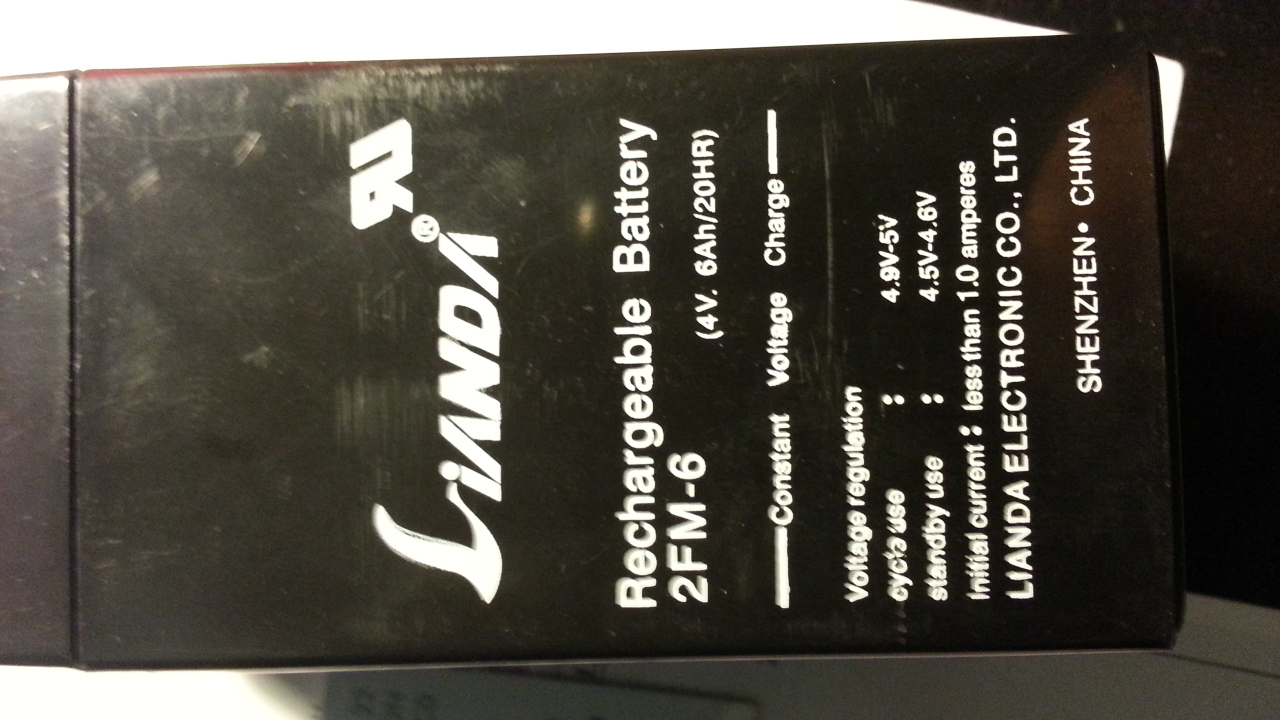 LiANDA®
Rechargeable Battery
2FM-6 (4V. 6Ah/20HR)
Constant Voltage Charge
Voltage regulation
cycle use : 4.9V-5V
standby use : 4.5V-4.6V
Initial current : less than 1.0 amperes
LIANDA ELECTRONIC CO., LTD.
SHENZHEN• CHINA